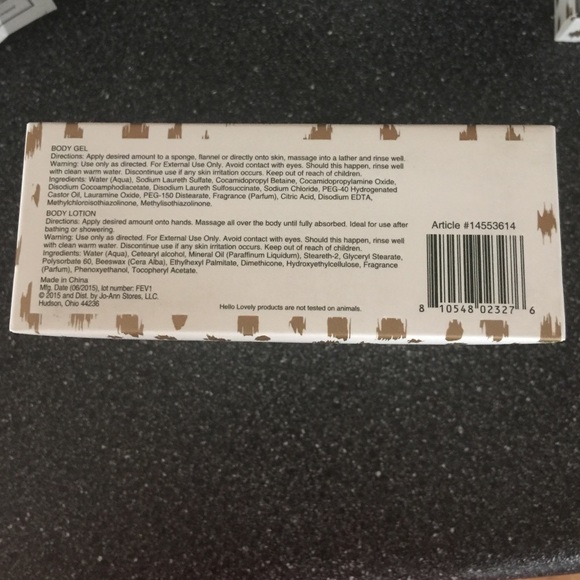 BODY GEL
Directions: Apply desired amount to a sponge, flannel or directly onto skin, massage into a lather and rinse well.
Warning: Use only as directed. For External Use Only. Avoid contact with eyes. Should this happen, rinse well
with clean warm water. Discontinue use if any skin irritation occurs. Keep out of reach of children.
Ingredients: Water (Aqua), Sodium Laureth Sulfate, Cocamidopropyl Betaine, Cocamidopropylamine Oxide,
Disodium Cocoamphodiacetate, Disodium Laureth Sulfosuccinate, Sodium Chloride, PEG-40 Hydrogenated
Castor Oil, Lauramine Oxide, PEG-150 Distearate, Fragrance (Parfum), Citric Acid, Disodium EDTA,
Methylchloroisothiazolinone, Methylisothiazolinone.
BODY LOTION
Directions: Apply desired amount onto hands. Massage all over the body until fully absorbed. Ideal for use after
bathing or showering.
Warning: Use only as directed. For External Use Only. Avoid contact with eyes. Should this happen, rinse well
with clean warm water. Discontinue use if any skin irritation occurs. Keep out of reach of children.
Ingredients: Water (Aqua), Cetearyl alcohol, Mineral Oil (Paraffinum Liquidum), Steareth-2, Glyceryl Stearate,
Polysorbate 60, Beeswax (Cera Alba), Ethylhexyl Palmitate, Dimethicone, Hydroxyethylcellulose, Fragrance
(Parfum), Phenoxyethanol, Tocopheryl Acetate.
Made in China
Mfg. Date (06/2015), lot number: FEV1
© 2015 and Dist. by Jo-Ann Stores, LLC.
Hudson, Ohio 44236
Hello Lovely products are not tested on animals.
Article #14553614
8 10548 02327 6